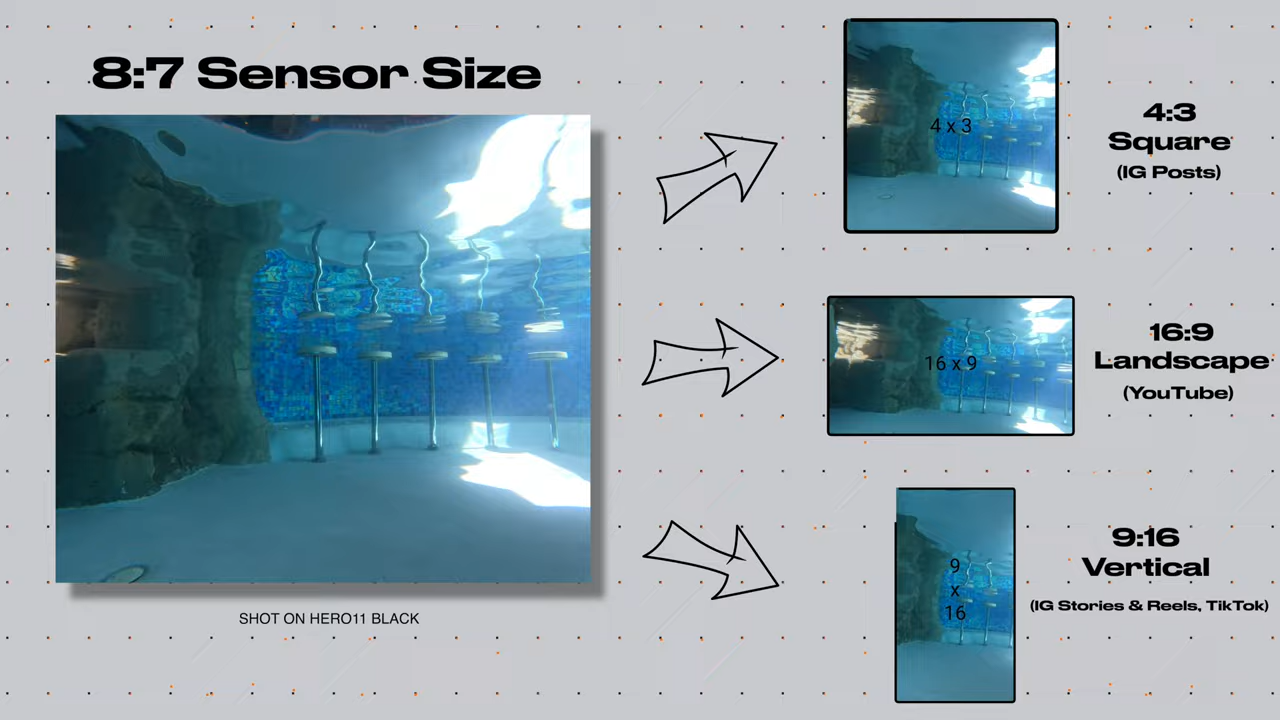 8:7 Sensor Size
SHOT ON HERO11 BLACK
4 x 3
4:3
Square
(IG Posts)
16 x 9
16:9
Landscape
(YouTube)
9
x
16
9:16
Vertical
(IG Stories & Reels, TikTok)